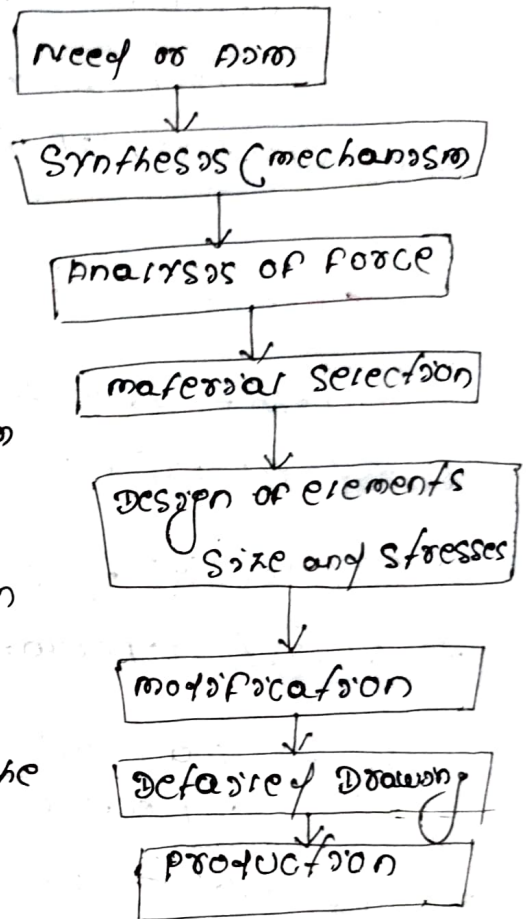 Need or Aim
Synthesis (mechanism
Analysis of Force
material selection
Design of elements
size and stresses
modification
Detailed Drawing
Production